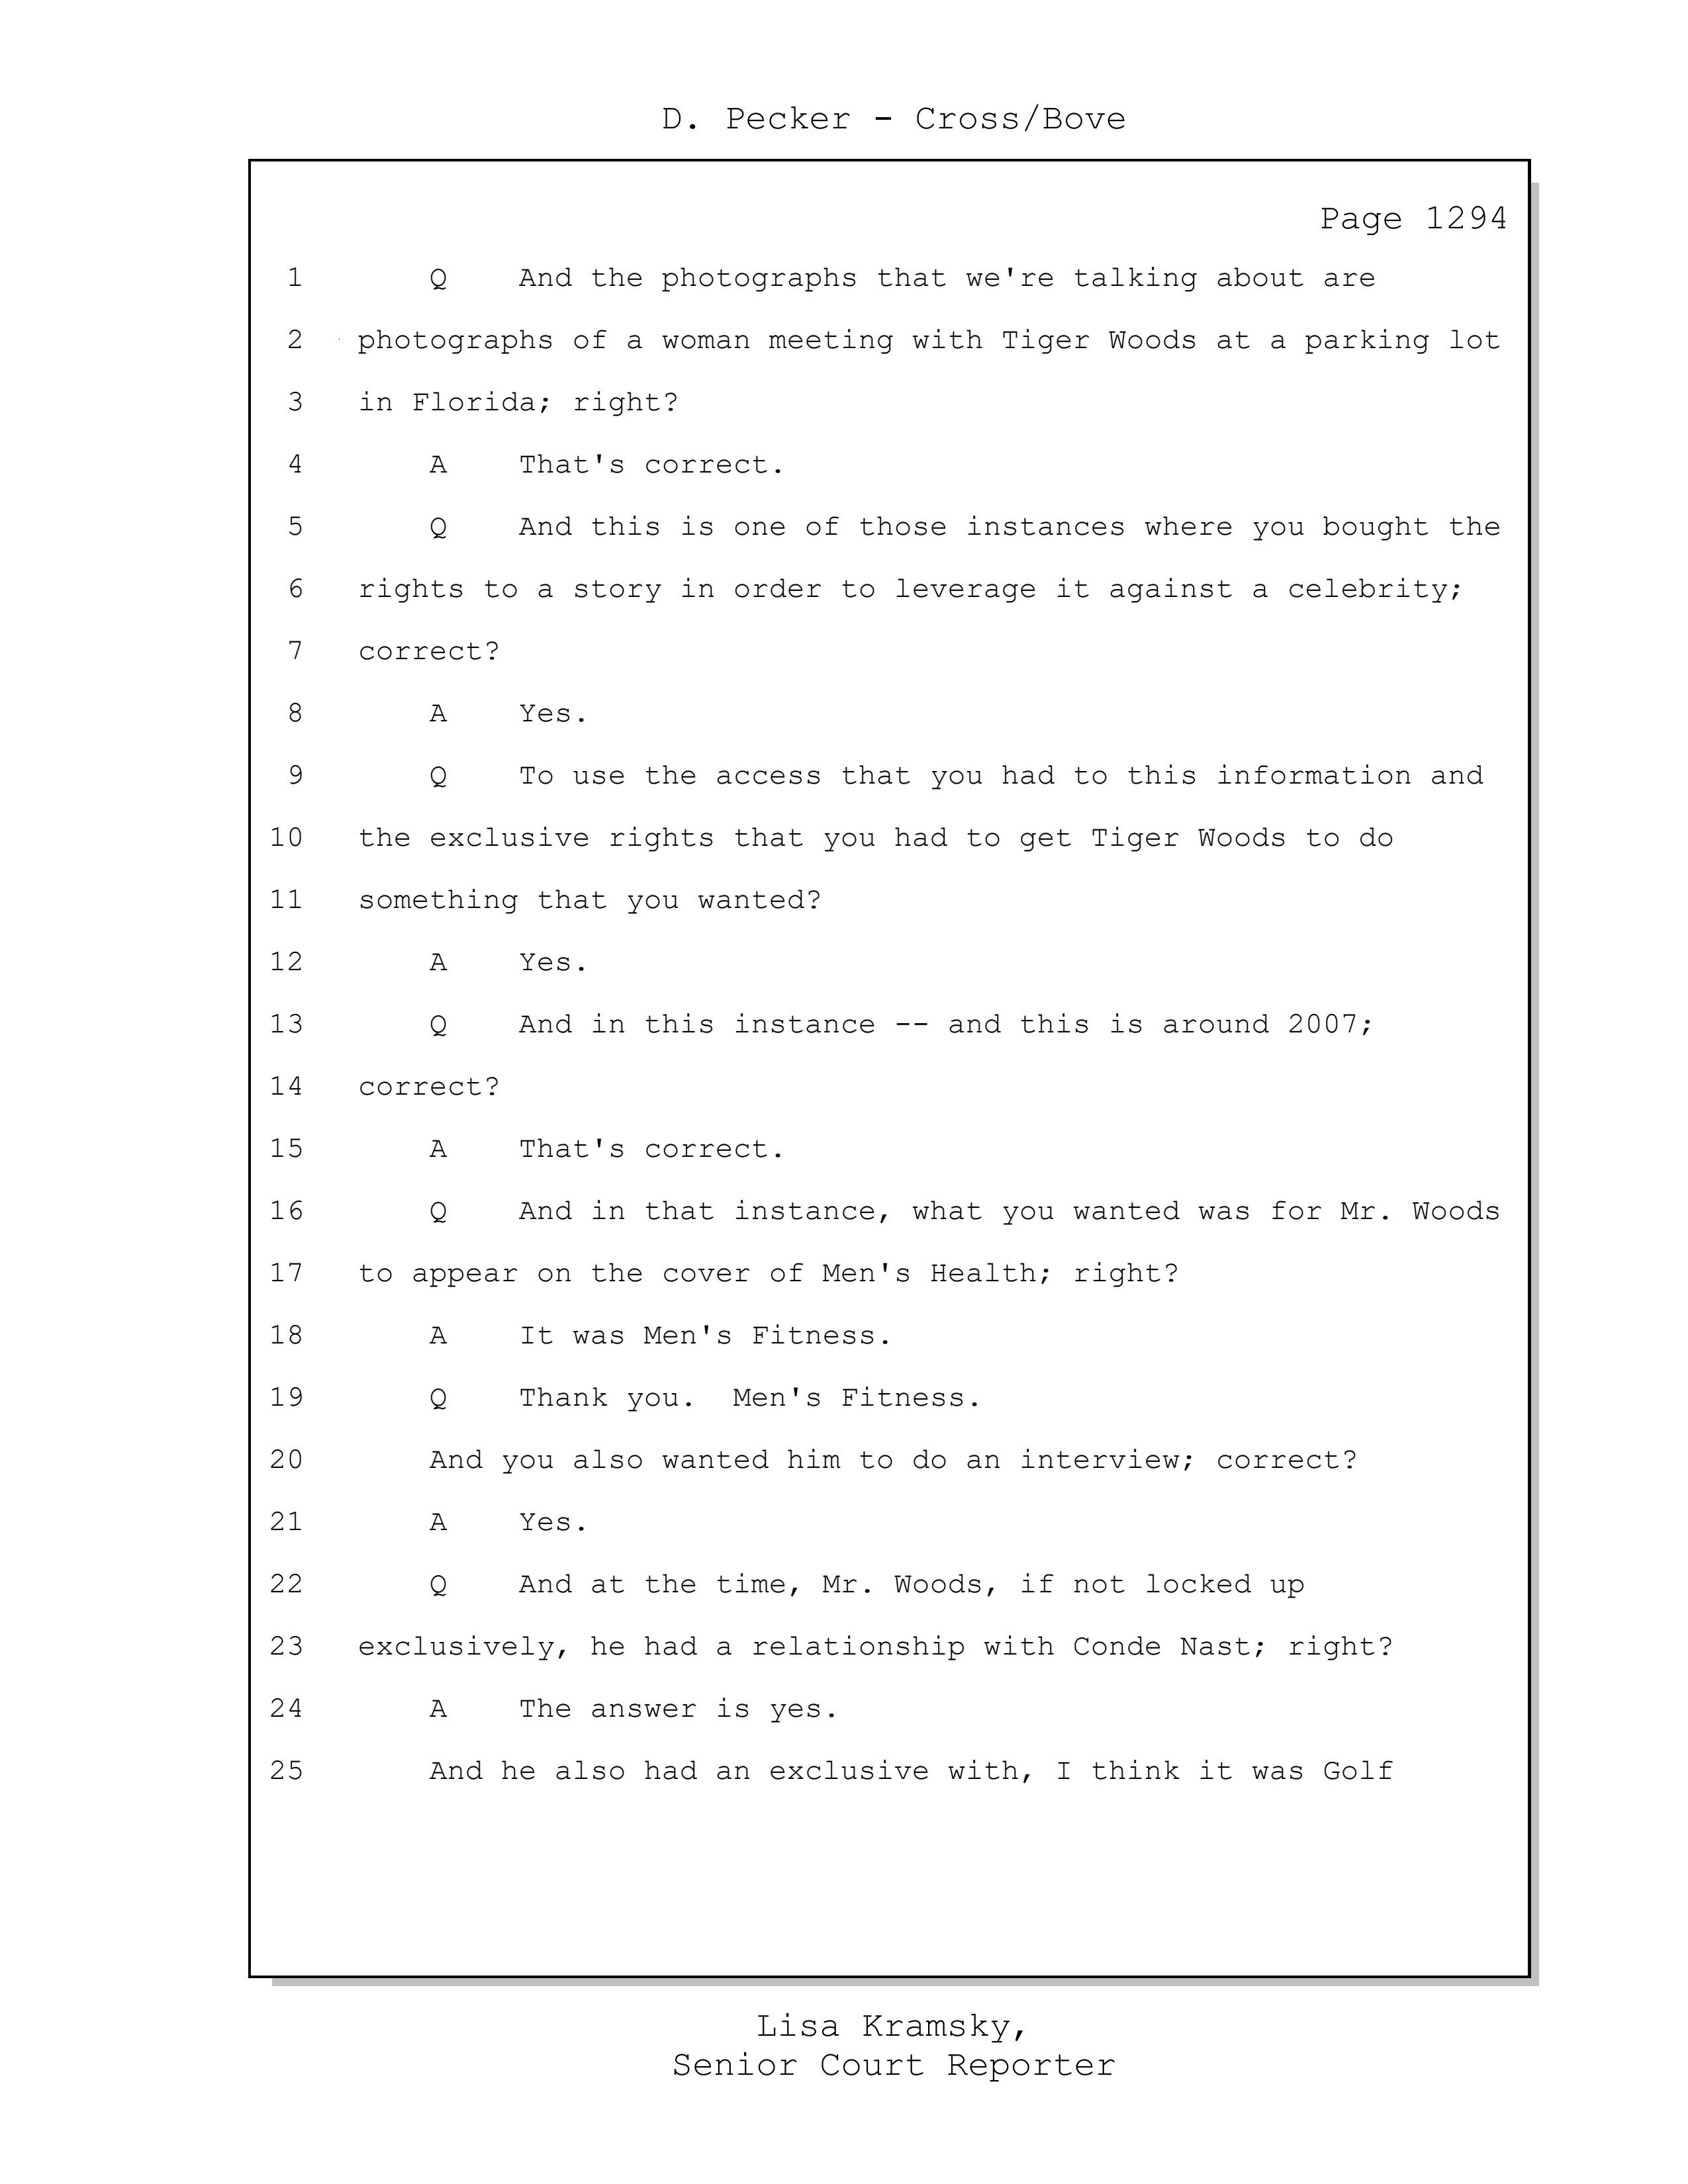 D. Pecker - Cross/Bove
Page 1294
1 Q And the photographs that we're talking about are
2 photographs of a woman meeting with Tiger Woods at a parking lot
3 in Florida; right?
4 A That's correct.
5 Q And this is one of those instances where you bought the
6 rights to a story in order to leverage it against a celebrity;
7 correct?
8 A Yes.
9 Q To use the access that you had to this information and
10 the exclusive rights that you had to get Tiger Woods to do
11 something that you wanted?
12 A Yes.
13 Q And in this instance -- and this is around 2007;
14 correct?
15 A That's correct.
16 Q And in that instance, what you wanted was for Mr. Woods
17 to appear on the cover of Men's Health; right?
18 A It was Men's Fitness.
19 Q Thank you.  Men's Fitness.
20 And you also wanted him to do an interview; correct?
21 A Yes.
22 Q And at the time, Mr. Woods, if not locked up
23 exclusively, he had a relationship with Conde Nast; right?
24 A The answer is yes.
25 And he also had an exclusive with, I think it was Golf
Lisa Kramsky,
Senior Court Reporter